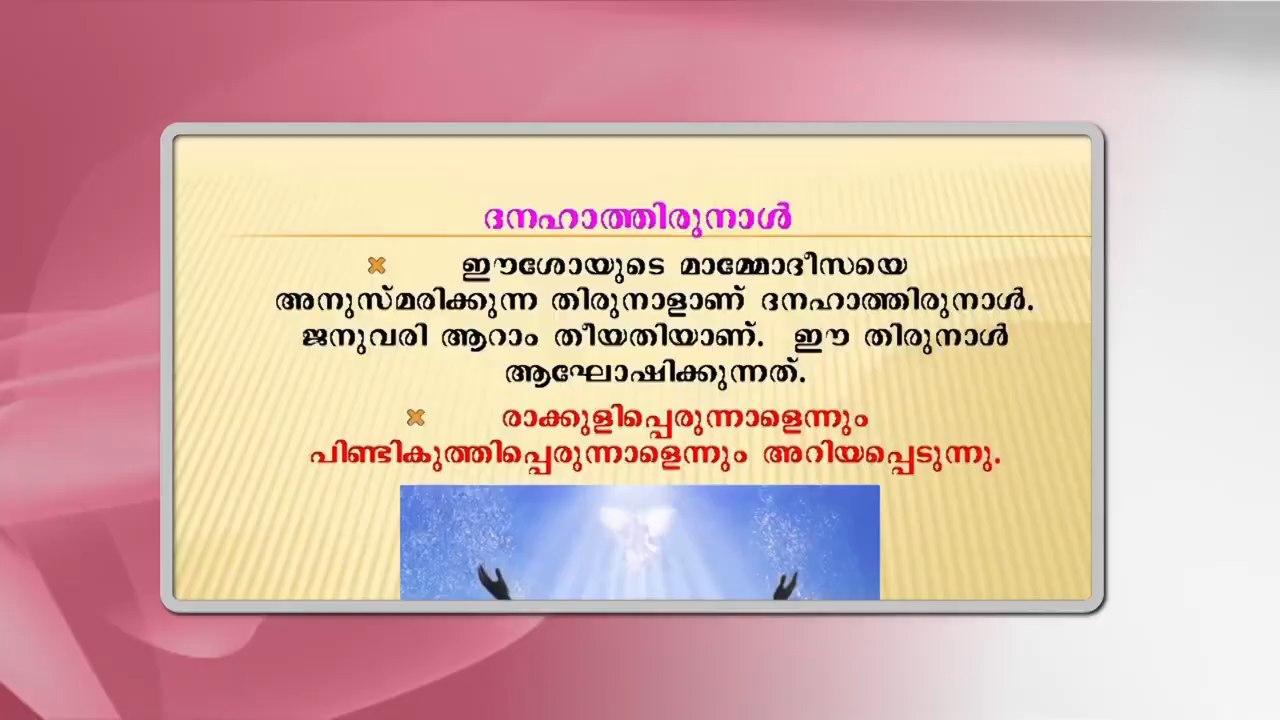 ദനഹാത്തിരുനാൾ
ഈശോയുടെ മാമ്മോദീസയെ
അനുസ്മരിക്കുന്ന തിരുനാളാണ് ദനഹാത്തിരുനാൾ.
ജനുവരി ആറാം തീയതിയാണ്. ഈ തിരുനാൾ
ആഘോഷിക്കുന്നത്.
രാക്കുളിപ്പെരുന്നാളെന്നും
പിണ്ടികുത്തിപ്പെരുന്നാളെന്നും അറിയപ്പെടുന്നു.